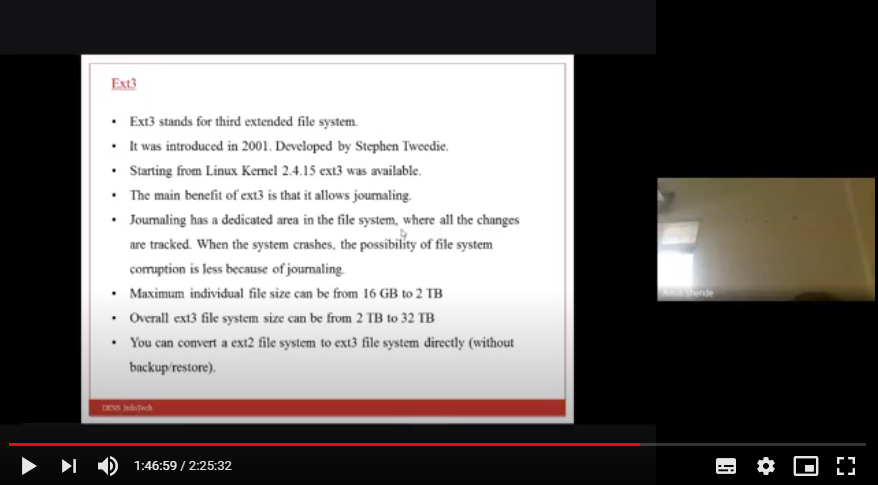 Ext3
• Ext3 stands for third extended file system.
• It was introduced in 2001. Developed by Stephen Tweedie.
• Starting from Linux Kernel 2.4.15 ext3 was available.
• The main benefit of ext3 is that it allows journaling.
• Journaling has a dedicated area in the file system, where all the changes
are tracked. When the system crashes, the possibility of file system
corruption is less because of journaling.
• Maximum individual file size can be from 16 GB to 2 TB
• Overall ext3 file system size can be from 2 TB to 32 TB
• You can convert a ext2 file system to ext3 file system directly (without
backup/restore).
InfoTech
Shende
1:46:59 / 2:25:32